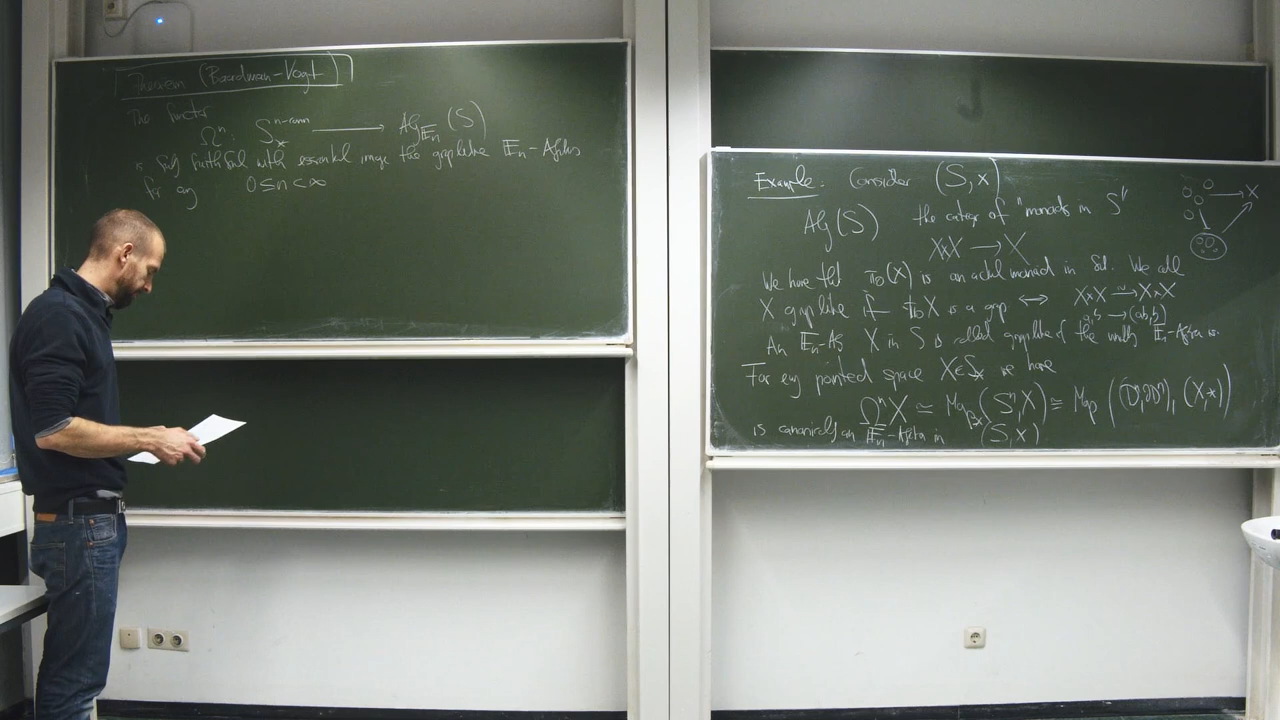 Theorem (Boardman-Vogt)
The functor
Ωⁿ: S_*^{n-conn} ⟶ Alg_{𝔼ₙ}(S)
is fully faithful with essential image the grouplike 𝔼ₙ-Algebras
for any 0≤n<∞
Example: Consider (S,x)
Alg(S) the category of "monoids in S"
X×X → X
We have that π₀(X) is an actual monoid in Set. We call
X grouplike if π₀X is a group ⟷ X×X ≃→ X×X
a,b → (ab,b)
An 𝔼ₙ-Alg X in S is called grouplike if the underlying 𝔼₁-Algebra is.
For every pointed space X∈S_* we have
ΩⁿX ≃ Map_{S_*}(Sⁿ,X) ≅ Map((Dⁿ,∂Dⁿ),(X,*))
is canonically an 𝔼ₙ-Algebra in (S,x)